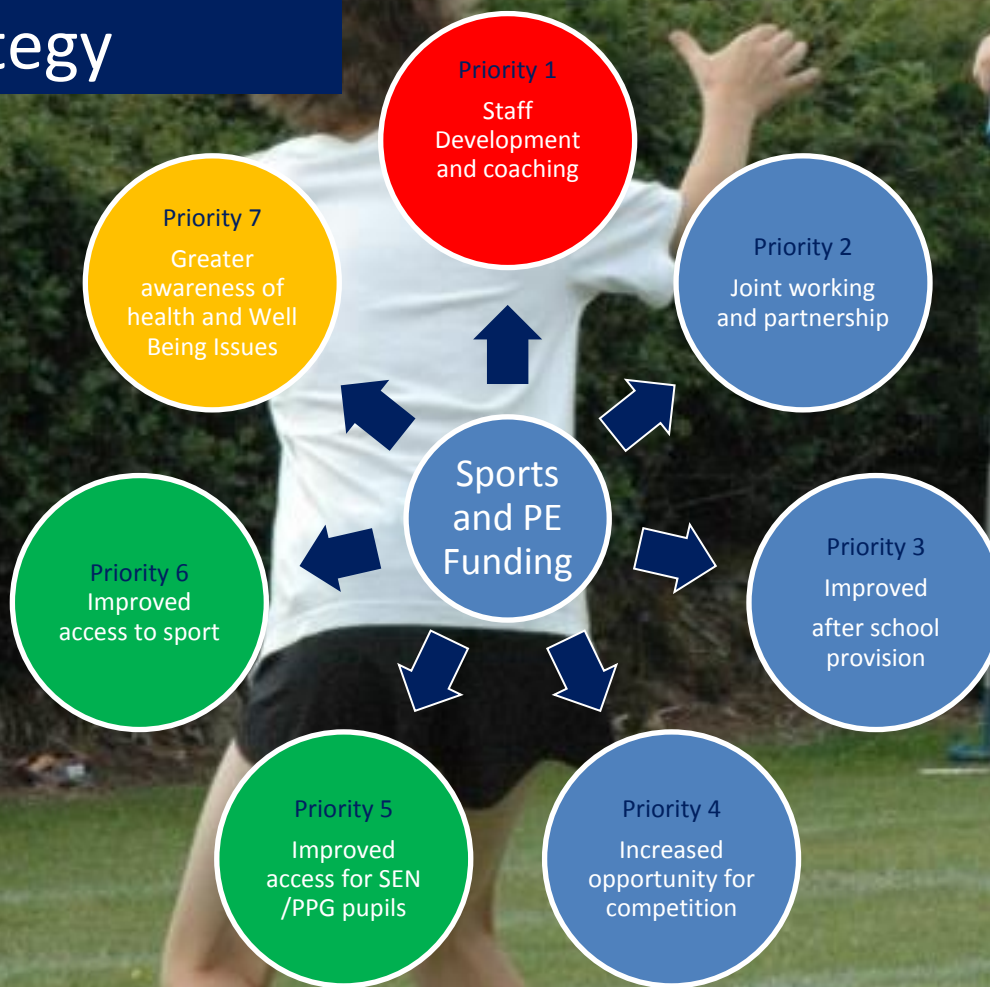 tegy
Priority 1
Staff
Development
and coaching
Priority 2
Joint working
and partnership
Priority 3
Improved
after school
provision
Priority 4
Increased
opportunity for
competition
Priority 5
Improved
access for SEN
/PPG pupils
Priority 6
Improved
access to sport
Priority 7
Greater
awareness of
health and Well
Being Issues
Sports
and PE
Funding